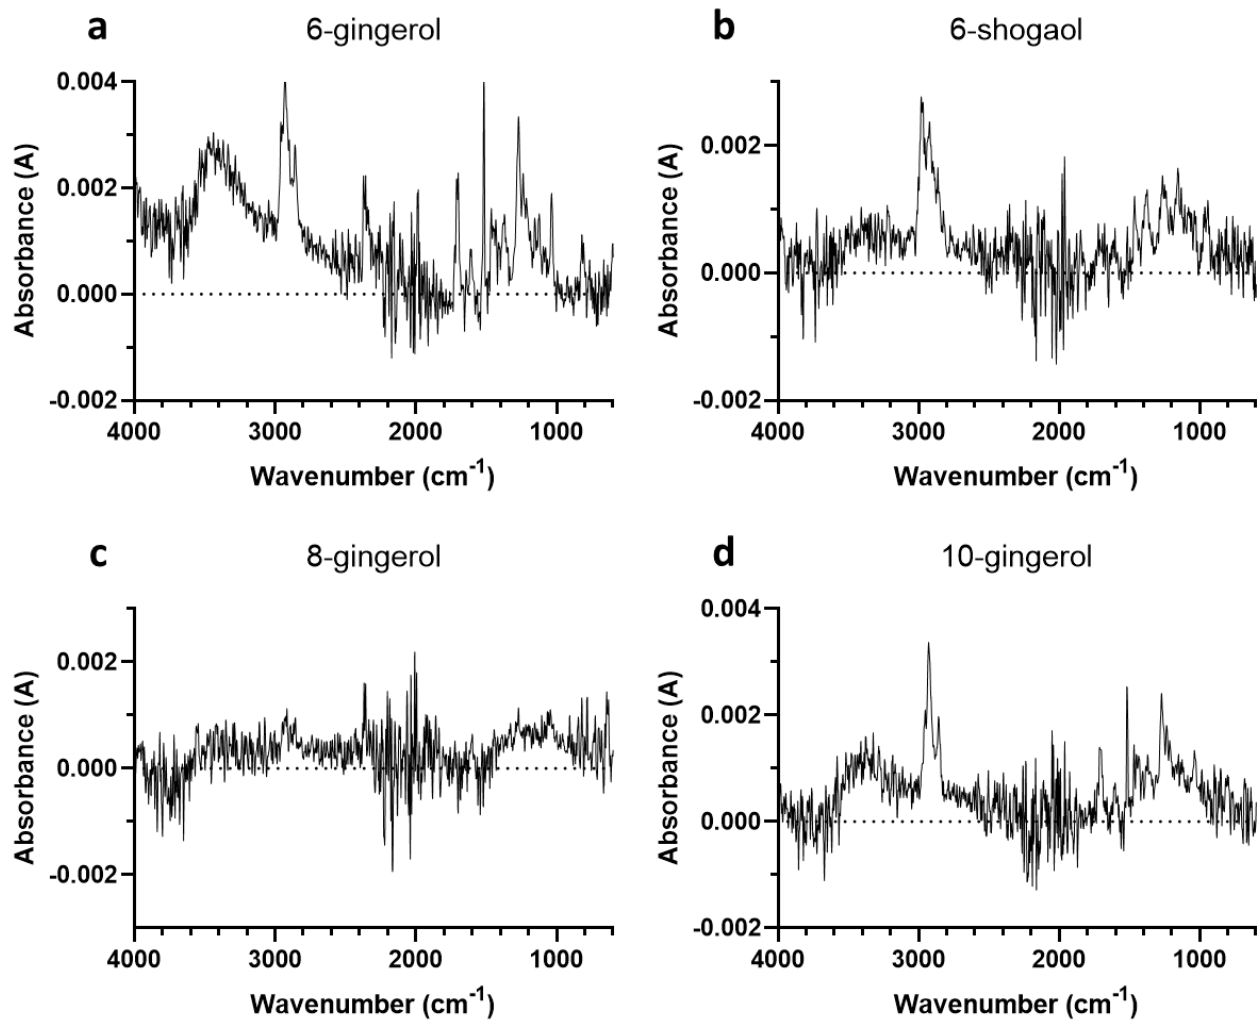 a
6-gingerol
0.004
0.002
0.000
-0.002
Absorbance (A)
4000 3000 2000 1000
Wavenumber (cm-1)
b
6-shogaol
0.002
0.000
-0.002
Absorbance (A)
4000 3000 2000 1000
Wavenumber (cm-1)
c
8-gingerol
0.002
0.000
-0.002
Absorbance (A)
4000 3000 2000 1000
Wavenumber (cm-1)
d
10-gingerol
0.004
0.002
0.000
-0.002
Absorbance (A)
4000 3000 2000 1000
Wavenumber (cm-1)